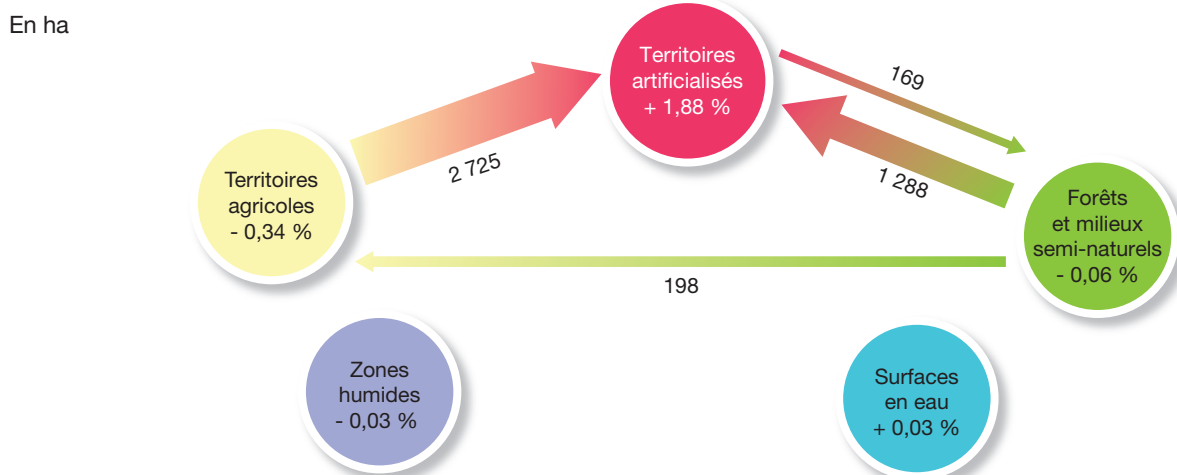 En ha
Territoires
artificialisés
+ 1,88 %
169
2 725
1 288
Territoires
agricoles
- 0,34 %
Forêts
et milieux
semi-naturels
- 0,06 %
198
Zones
humides
- 0,03 %
Surfaces
en eau
+ 0,03 %